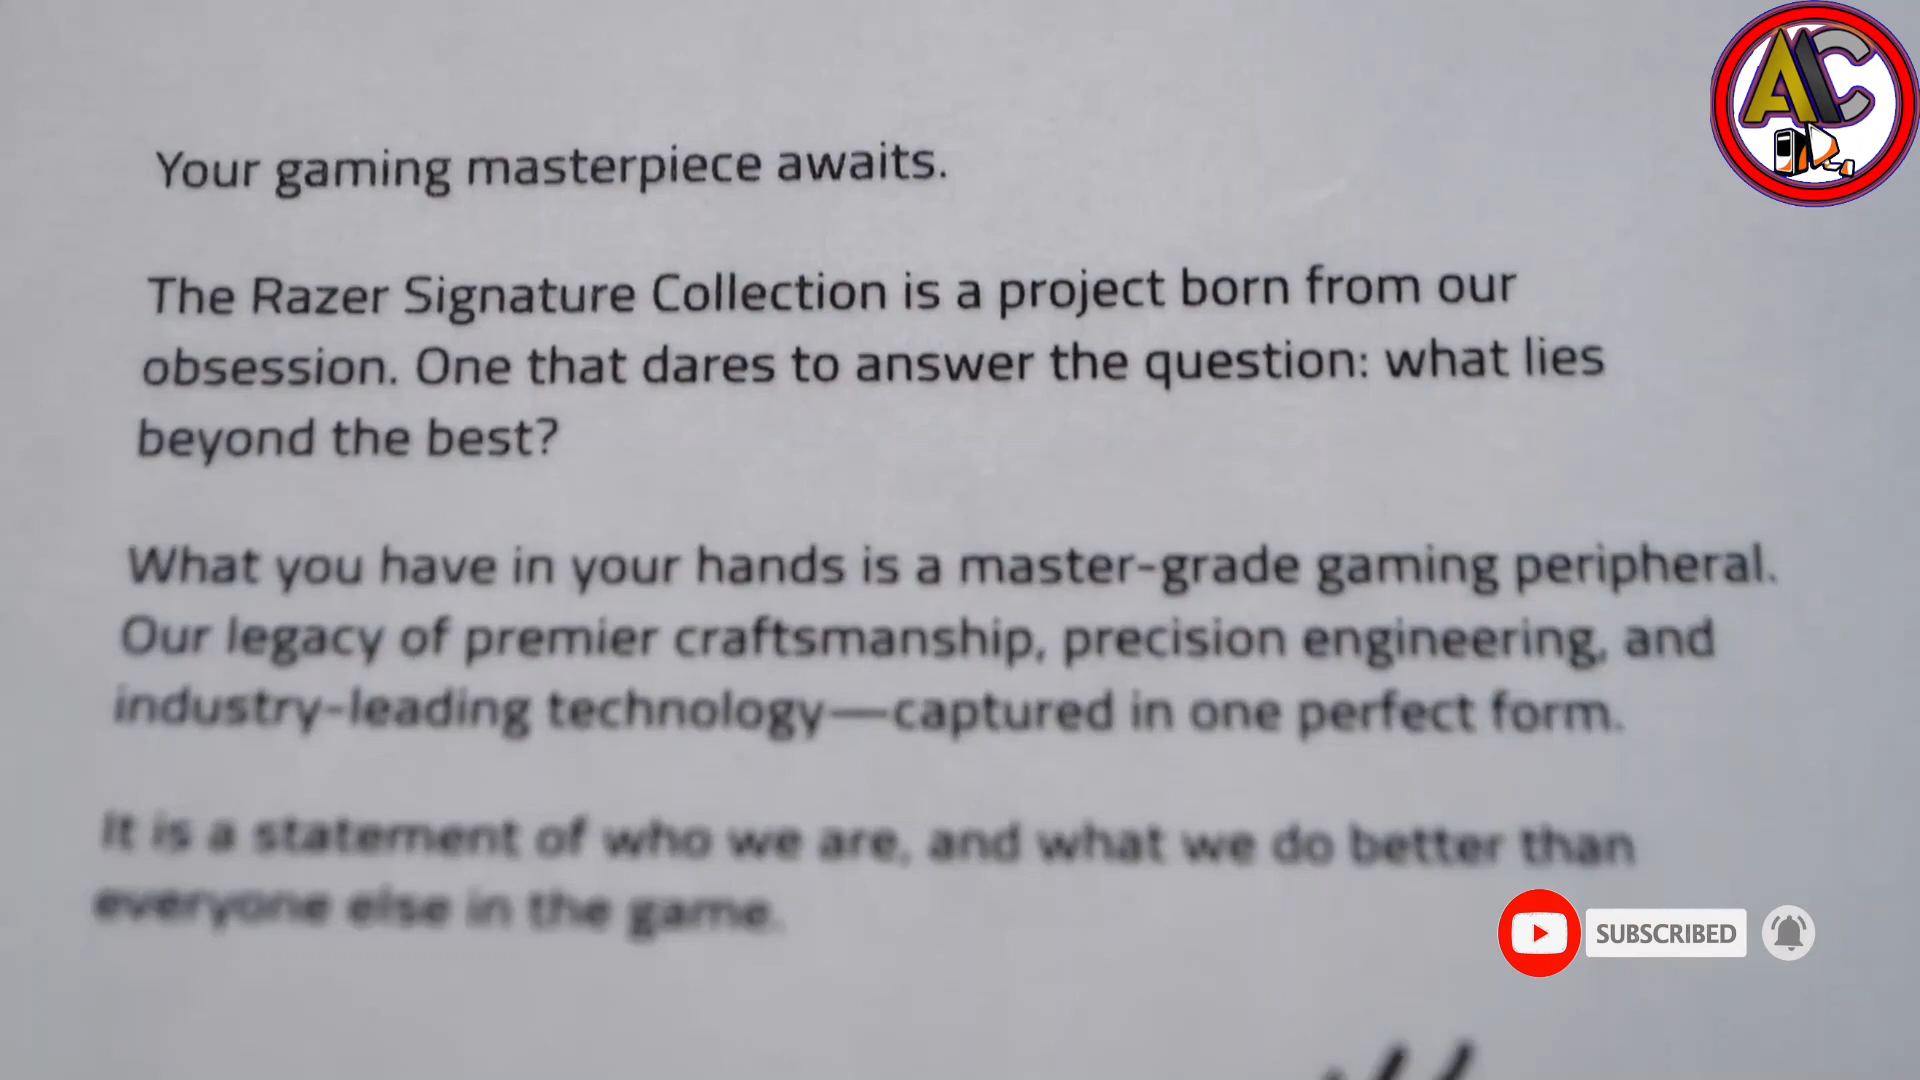 AC
Your gaming masterpiece awaits.
The Razer Signature Collection is a project born from our
obsession. One that dares to answer the question: what lies
beyond the best?
What you have in your hands is a master-grade gaming peripheral.
Our legacy of premier craftsmanship, precision engineering, and
industry-leading technology—captured in one perfect form.
It is a statement of who we are, and what we do better than
everyone else in the game.
SUBSCRIBED